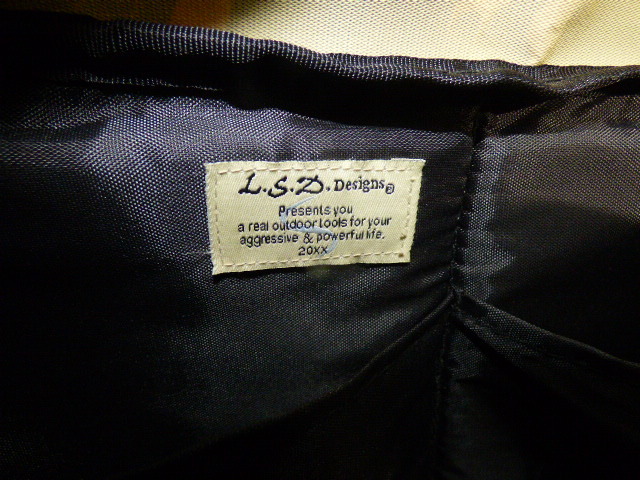 L.S.D. Designs®
Presents you
a real outdoor tools for your
aggressive & powerful life.
20XX